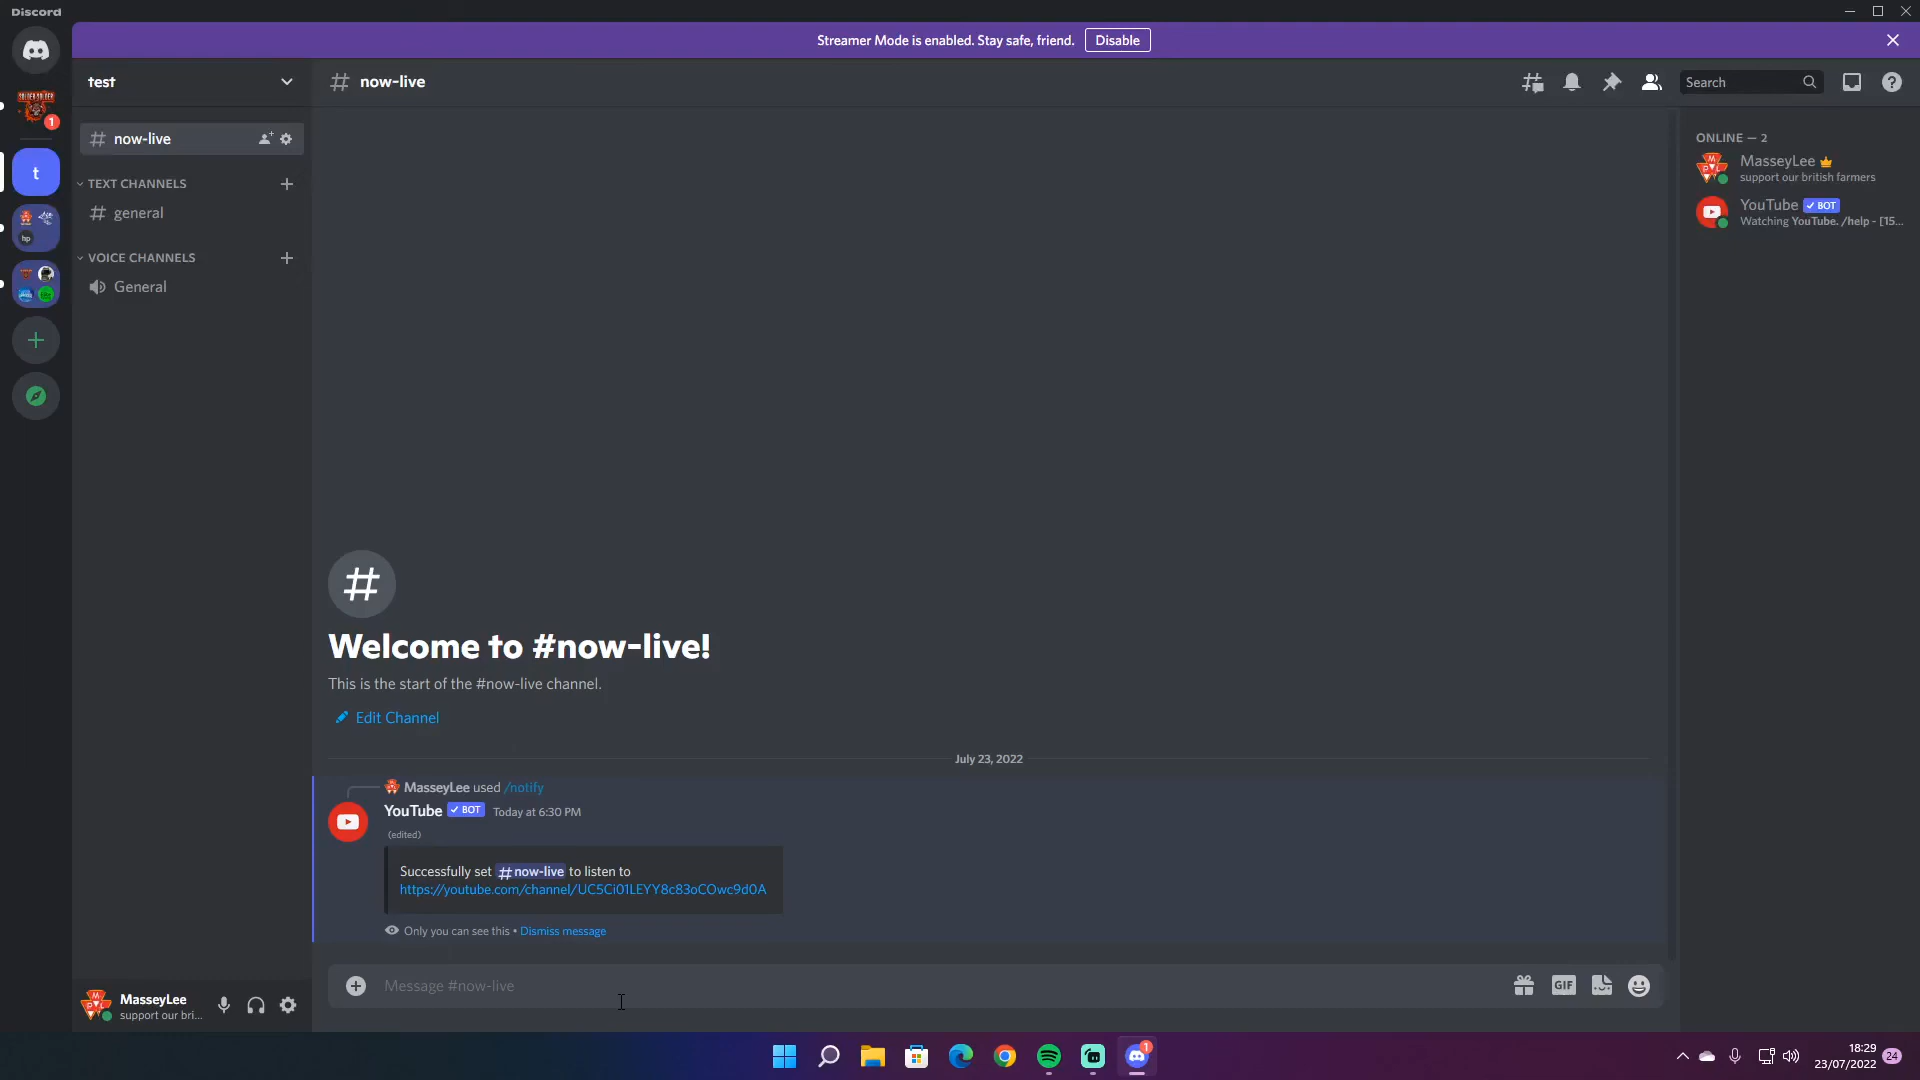 Discord
Streamer Mode is enabled. Stay safe, friend.
Disable
test
now-live
Search
now-live
TEXT CHANNELS
general
VOICE CHANNELS
General
ONLINE — 2
MasseyLee
support our british farmers
YouTube ✓ BOT
Watching YouTube. /help - [15...
1
t
hp
Welcome to #now-live!
This is the start of the #now-live channel.
Edit Channel
July 23, 2022
MasseyLee used /notify
YouTube ✓ BOT Today at 6:30 PM
(edited)
Successfully set #now-live to listen to
https://youtube.com/channel/UC5Ci01LEYY8c83oCOwc9d0A
Only you can see this • Dismiss message
Message #now-live
GIF
MasseyLee
support our bri...
1
18:29
23/07/2022
24